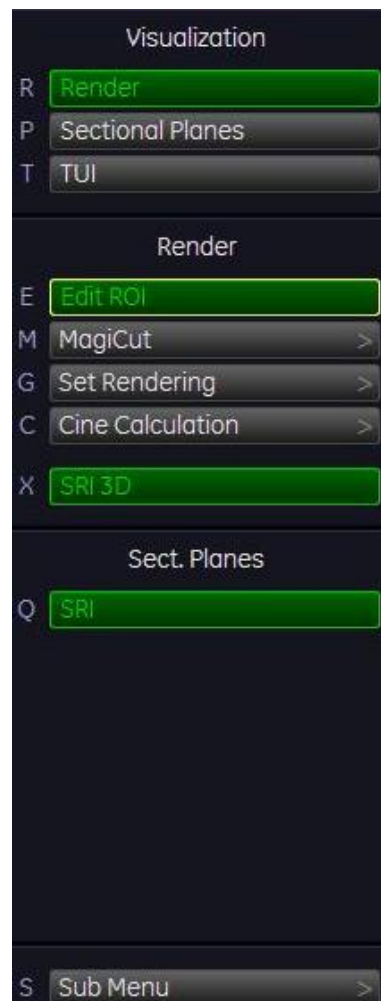 Visualization
R Render
P Sectional Planes
T TUI
Render
E Edit ROI
M MagiCut >
G Set Rendering >
C Cine Calculation >
X SRI 3D
Sect. Planes
Q SRI
S Sub Menu >